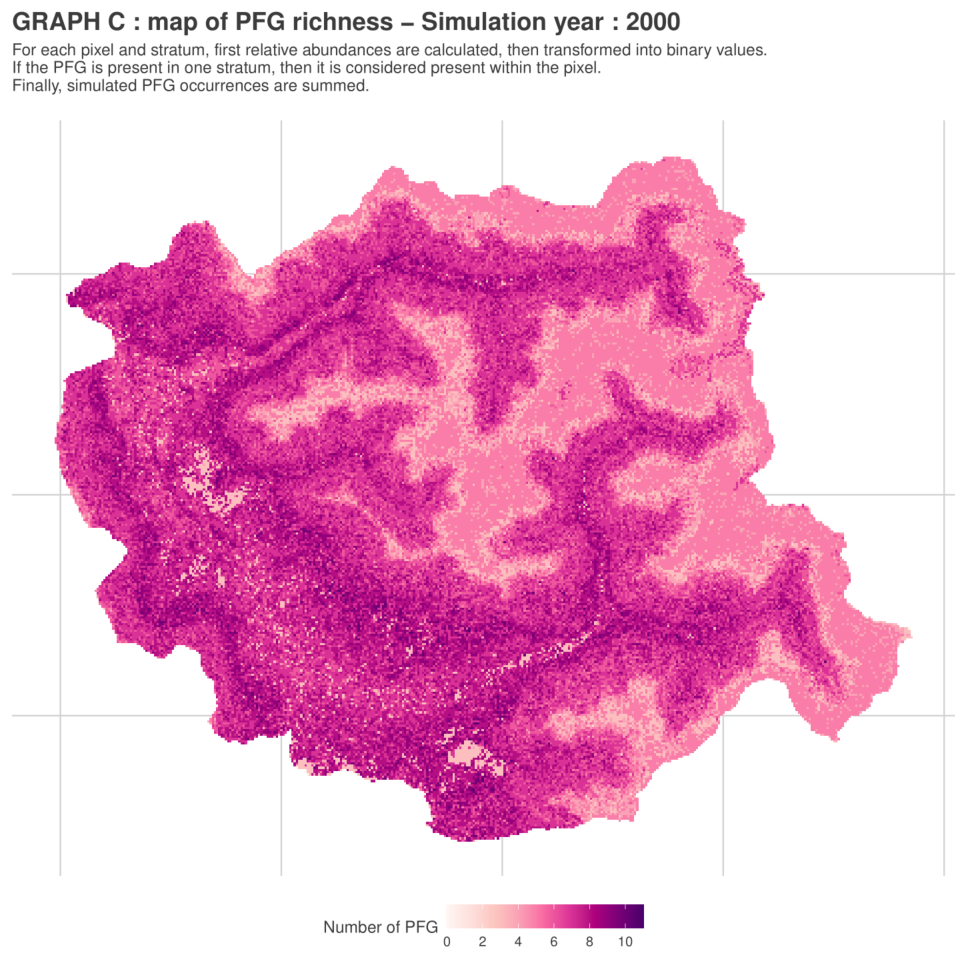 GRAPH C : map of PFG richness − Simulation year : 2000
For each pixel and stratum, first relative abundances are calculated, then transformed into binary values.
If the PFG is present in one stratum, then it is considered present within the pixel.
Finally, simulated PFG occurrences are summed.
Number of PFG
0 2 4 6 8 10